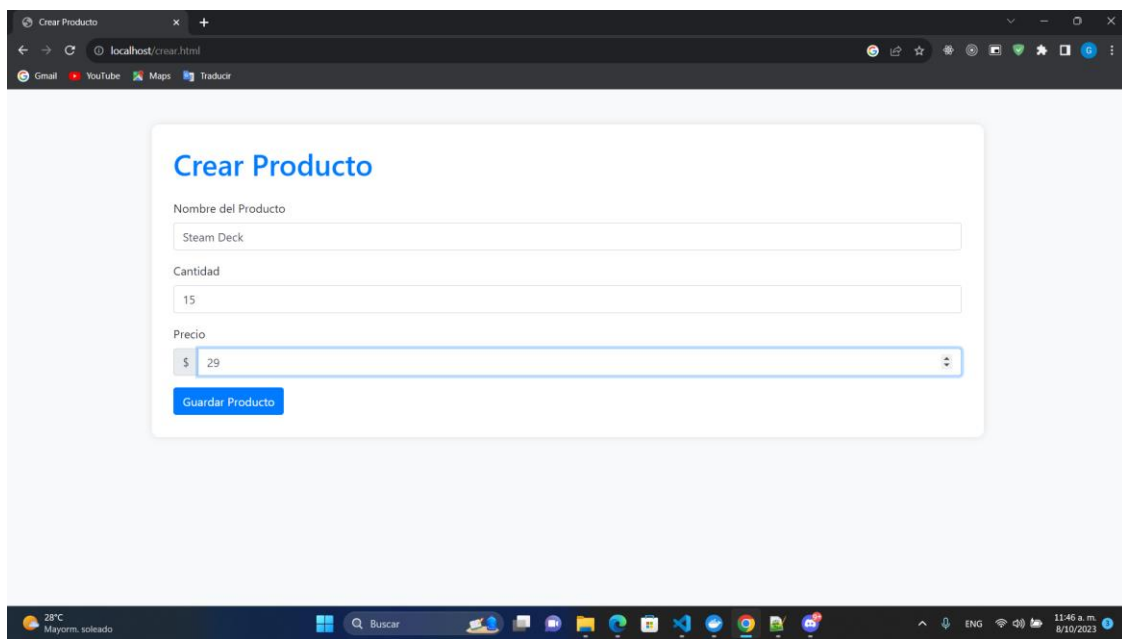 Crear Producto
localhost/crear.html
G
Gmail YouTube Maps Traducir
Crear Producto
Nombre del Producto
Steam Deck
Cantidad
15
Precio
$ 29
Guardar Producto
28°C
Mayorm. soleado
Buscar
ENG
11:46 a. m.
8/10/2023
3